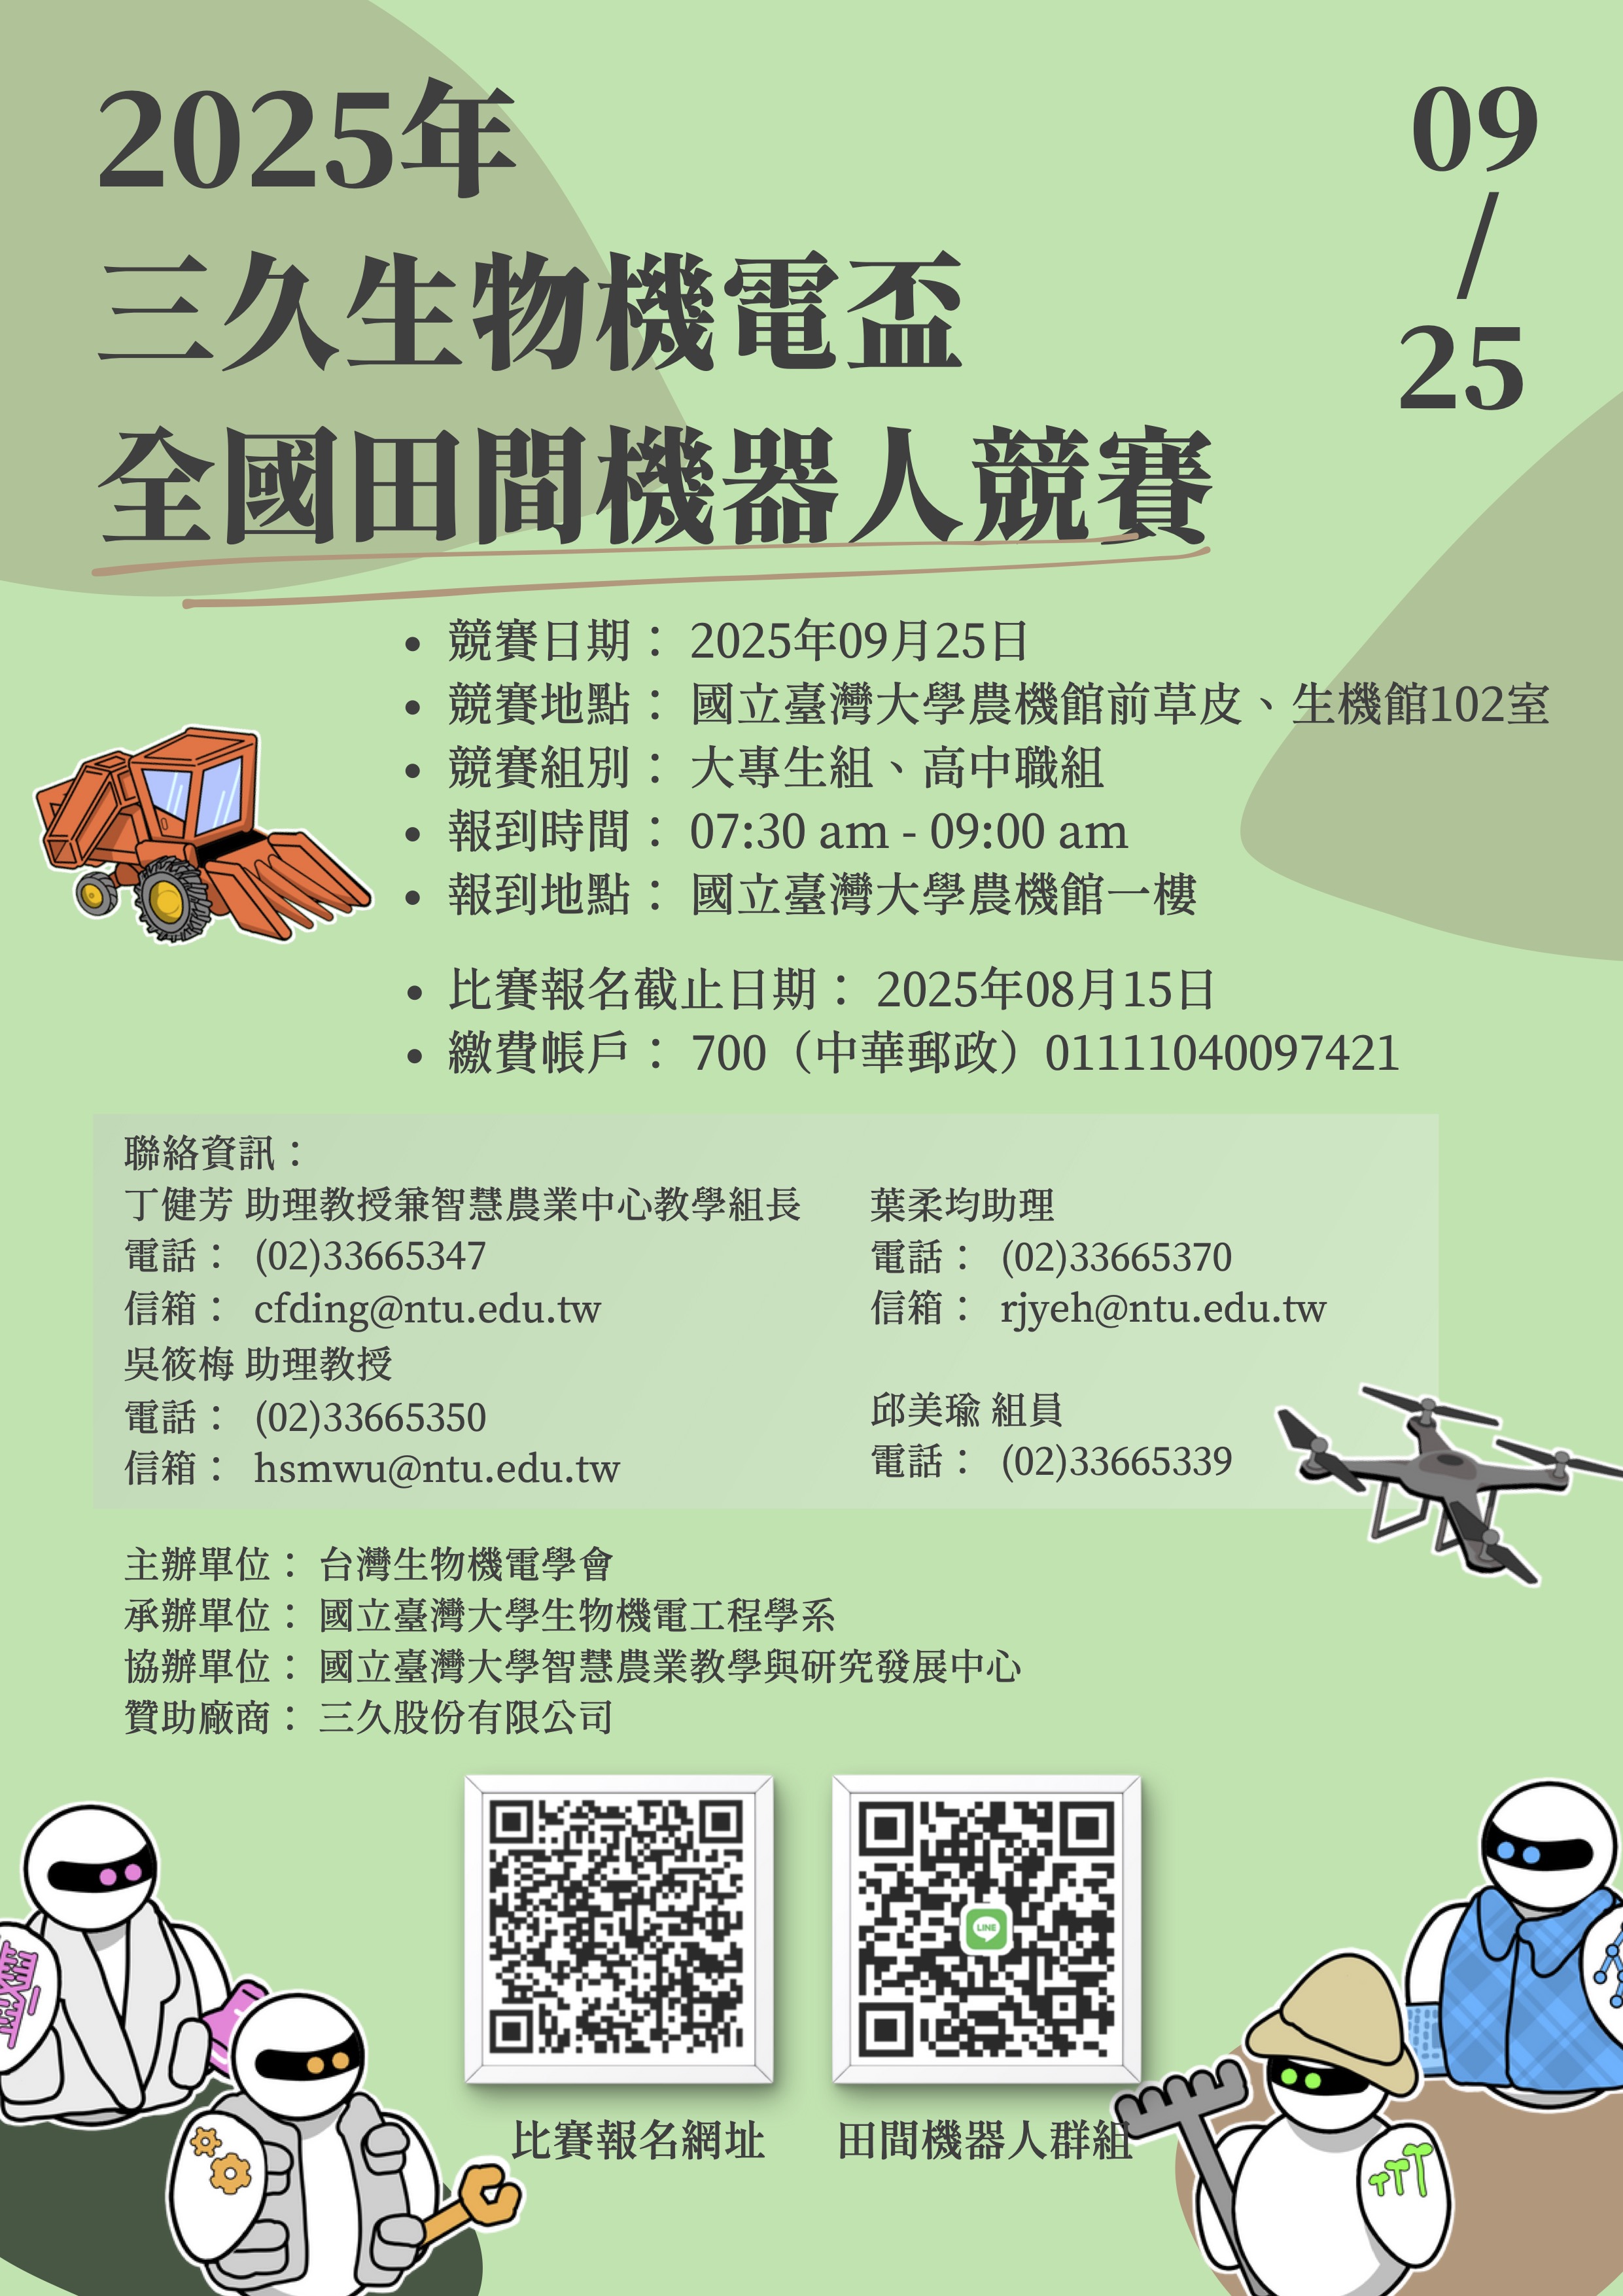 2025年
三久生物機電盃
全國田間機器人競賽
09
/
25
競賽日期： 2025年09月25日
競賽地點： 國立臺灣大學農機館前草皮、生機館102室
競賽組別： 大專生組、高中職組
報到時間： 07:30 am - 09:00 am
報到地點： 國立臺灣大學農機館一樓
比賽報名截止日期： 2025年08月15日
繳費帳戶： 700（中華郵政）01111040097421
聯絡資訊：
丁健芳 助理教授兼智慧農業中心教學組長
電話： (02)33665347
信箱： cfding@ntu.edu.tw
吳筱梅 助理教授
電話： (02)33665350
信箱： hsmwu@ntu.edu.tw
葉柔均助理
電話： (02)33665370
信箱： rjyeh@ntu.edu.tw
邱美瑜 組員
電話： (02)33665339
主辦單位： 台灣生物機電學會
承辦單位： 國立臺灣大學生物機電工程學系
協辦單位： 國立臺灣大學智慧農業教學與研究發展中心
贊助廠商： 三久股份有限公司
LINE
比賽報名網址
田間機器人群組